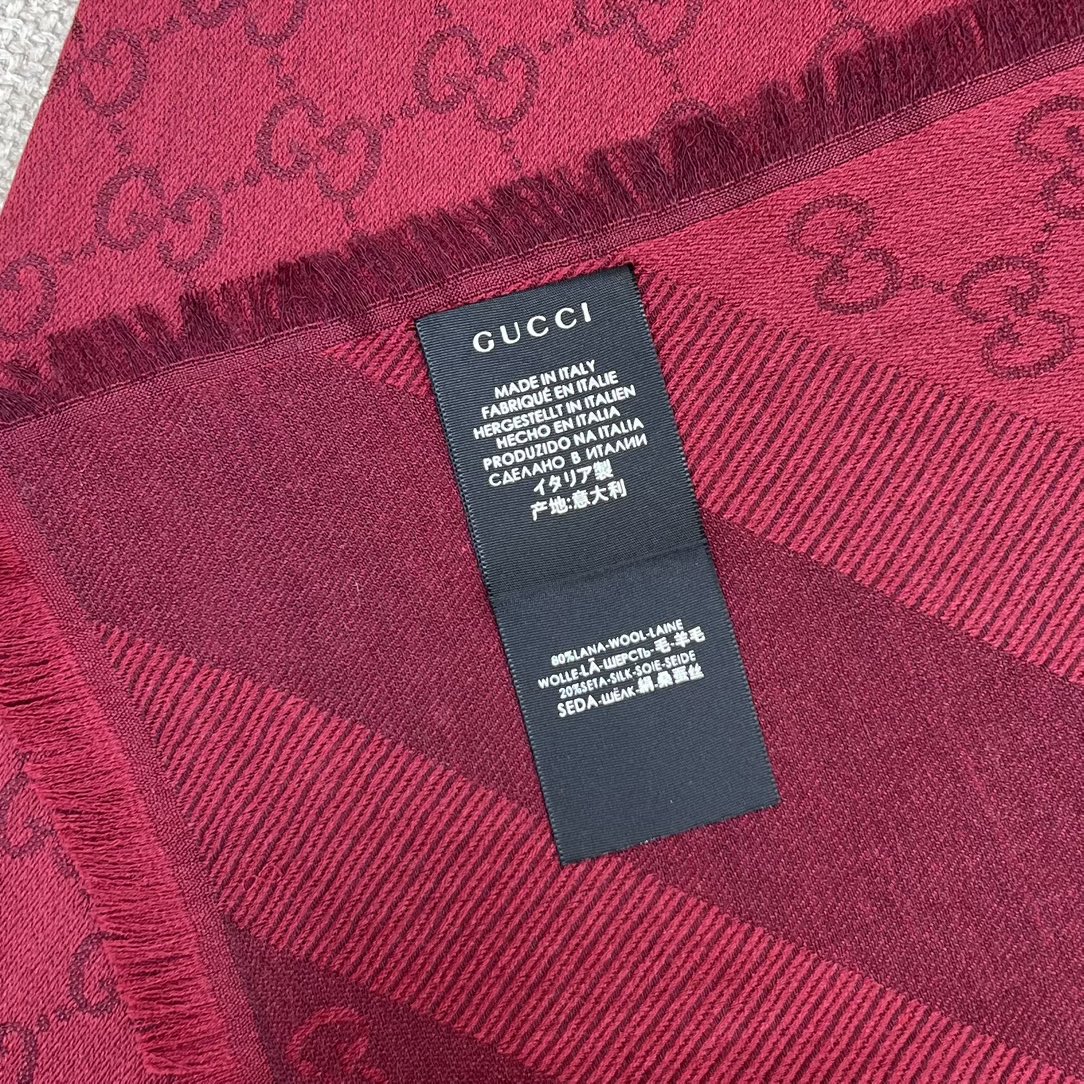 GUCCI
MADE IN ITALY
FABRIQUÉ EN ITALIE
HERGESTELLT IN ITALIEN
HECHO EN ITALIA
PRODUZIDO NA ITALIA
СДЕЛАНО В ИТАЛИИ
イタリア製
产地:意大利
80%LANA-WOOL-LAINE
WOLLE-LÃ-ШЕРСТЬ-毛-羊毛
20%SETA-SILK-SOIE-SEIDE
SEDA-ШЁЛК-絹-桑蚕丝